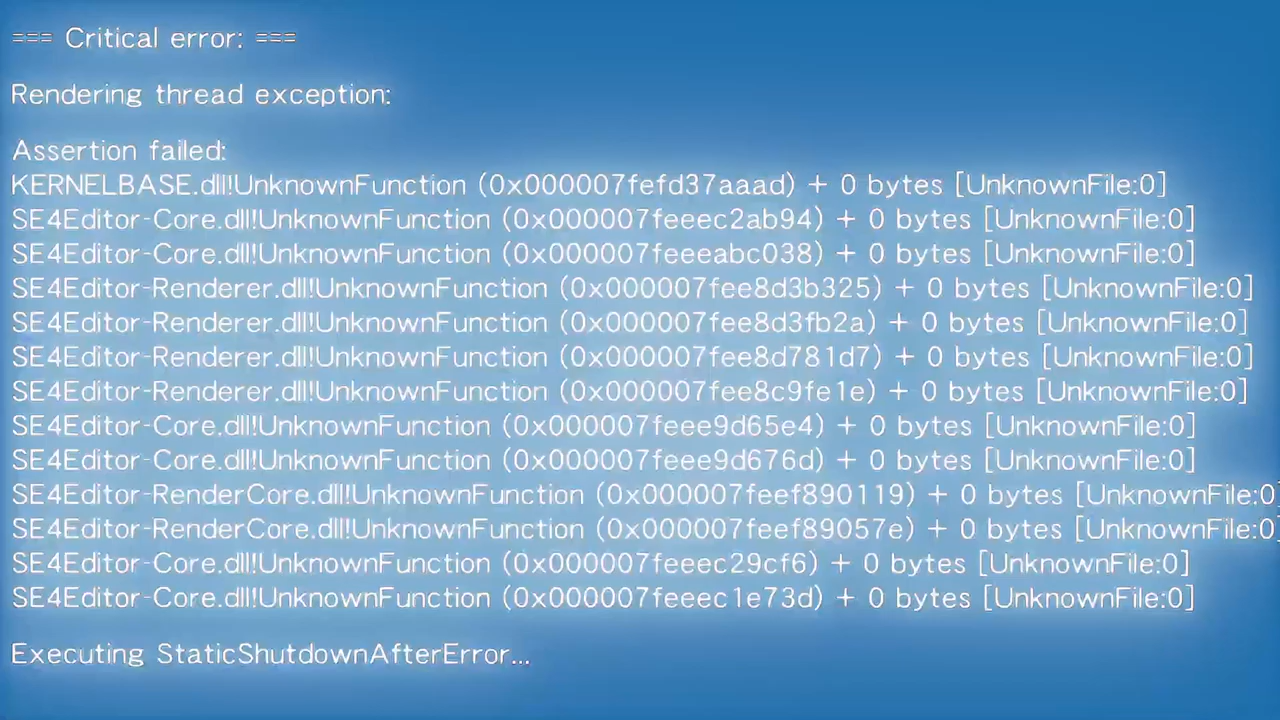 === Critical error: ===
Rendering thread exception:
Assertion failed:
KERNELBASE.dll!UnknownFunction (0x000007fefd37aaad) + 0 bytes [UnknownFile:0]
SE4Editor-Core.dll!UnknownFunction (0x000007feeec2ab94) + 0 bytes [UnknownFile:0]
SE4Editor-Core.dll!UnknownFunction (0x000007feeeabc038) + 0 bytes [UnknownFile:0]
SE4Editor-Renderer.dll!UnknownFunction (0x000007fee8d3b325) + 0 bytes [UnknownFile:0]
SE4Editor-Renderer.dll!UnknownFunction (0x000007fee8d3fb2a) + 0 bytes [UnknownFile:0]
SE4Editor-Renderer.dll!UnknownFunction (0x000007fee8d781d7) + 0 bytes [UnknownFile:0]
SE4Editor-Renderer.dll!UnknownFunction (0x000007fee8c9fe1e) + 0 bytes [UnknownFile:0]
SE4Editor-Core.dll!UnknownFunction (0x000007feee9d65e4) + 0 bytes [UnknownFile:0]
SE4Editor-Core.dll!UnknownFunction (0x000007feee9d676d) + 0 bytes [UnknownFile:0]
SE4Editor-RenderCore.dll!UnknownFunction (0x000007feef890119) + 0 bytes [UnknownFile:0]
SE4Editor-RenderCore.dll!UnknownFunction (0x000007feef89057e) + 0 bytes [UnknownFile:0]
SE4Editor-Core.dll!UnknownFunction (0x000007feeec29cf6) + 0 bytes [UnknownFile:0]
SE4Editor-Core.dll!UnknownFunction (0x000007feeec1e73d) + 0 bytes [UnknownFile:0]
Executing StaticShutdownAfterError...